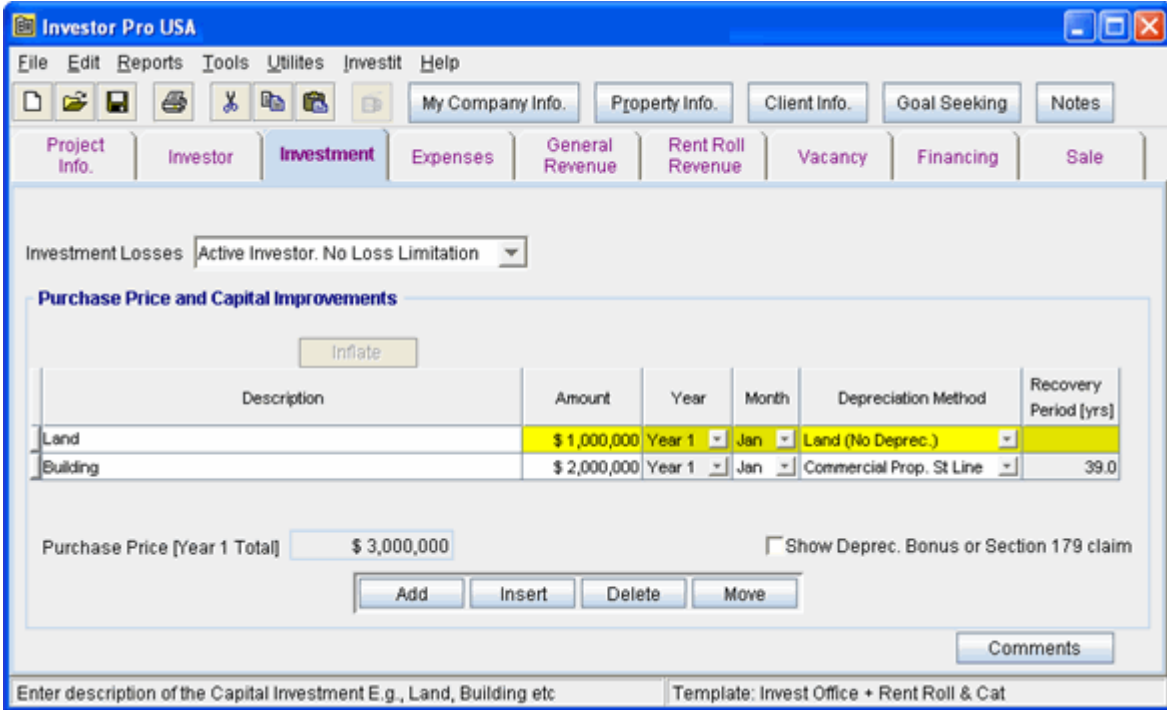 Investor Pro USA
File Edit Reports Tools Utilites Investit Help
My Company Info. Property Info. Client Info. Goal Seeking Notes
Project Info. Investor Investment Expenses General Revenue Rent Roll Revenue Vacancy Financing Sale
Investment Losses Active Investor. No Loss Limitation
Purchase Price and Capital Improvements
Inflate
Description Amount Year Month Depreciation Method Recovery Period [yrs]
Land $ 1,000,000 Year 1 Jan Land (No Deprec.)
Building $ 2,000,000 Year 1 Jan Commercial Prop. St Line 39.0
Purchase Price [Year 1 Total] $ 3,000,000 Show Deprec. Bonus or Section 179 claim
Add Insert Delete Move
Comments
Enter description of the Capital Investment E.g., Land, Building etc Template: Invest Office + Rent Roll & Cat